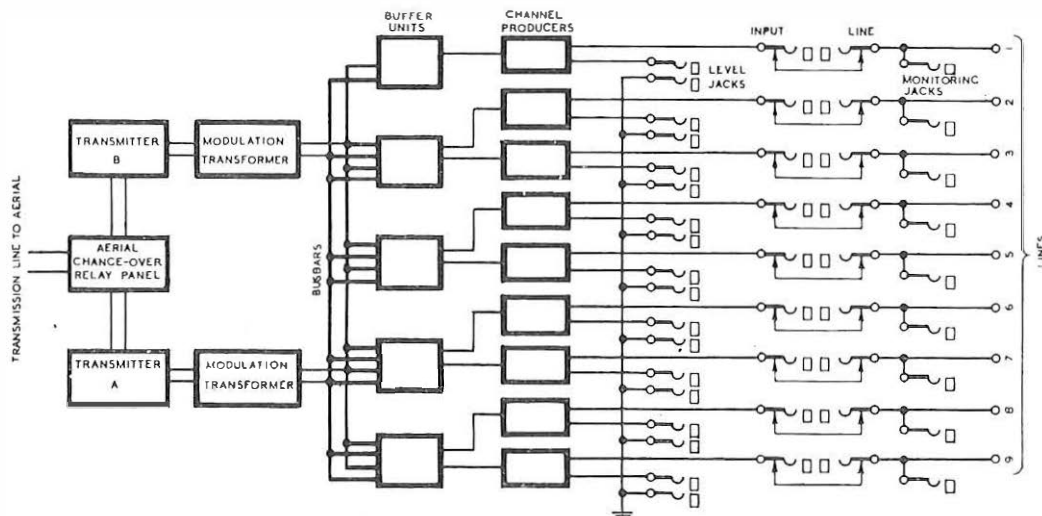 BUFFER
UNITS
CHANNEL
PRODUCERS
INPUT
LINE
1
LEVEL
JACKS
MONITORING
JACKS
2
TRANSMITTER
B
MODULATION
TRANSFORMER
3
TRANSMISSION LINE TO AERIAL
4
AERIAL
CHANGE-OVER
RELAY PANEL
BUSBARS
5
LINES
6
TRANSMITTER
A
MODULATION
TRANSFORMER
7
8
9